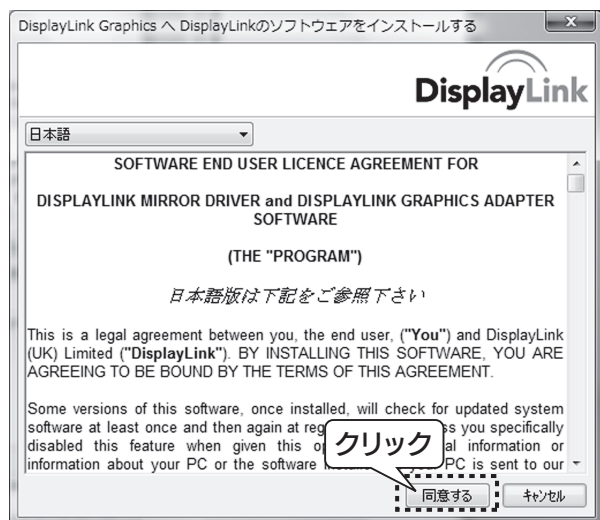 DisplayLink Graphics へ DisplayLinkのソフトウェアをインストールする
DisplayLink
日本語
SOFTWARE END USER LICENCE AGREEMENT FOR
DISPLAYLINK MIRROR DRIVER and DISPLAYLINK GRAPHICS ADAPTER
SOFTWARE
(THE "PROGRAM")
日本語版は下記をご参照下さい
This is a legal agreement between you, the end user, ("You") and DisplayLink
(UK) Limited ("DisplayLink"). BY INSTALLING THIS SOFTWARE, YOU ARE
AGREEING TO BE BOUND BY THE TERMS OF THIS AGREEMENT.
Some versions of this software, once installed, will check for updated system
software at least once and then again at you specifically
disabled this feature when given this information or
information about your PC or the software PC is sent to our
クリック
同意する キャンセル